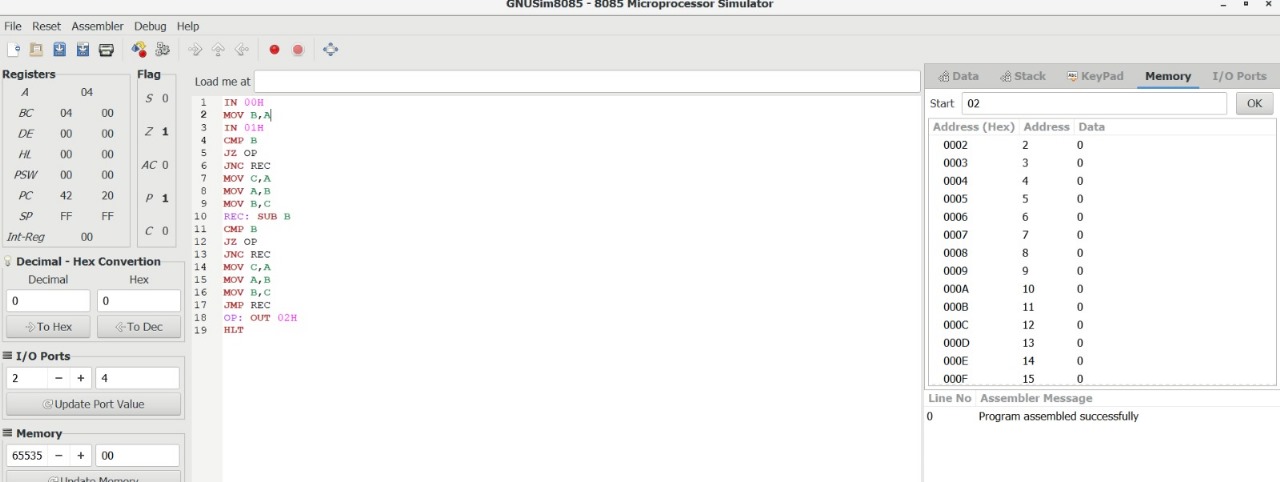 GNUSim8085 - 8085 Microprocessor Simulator
File Reset Assembler Debug Help
Registers
A 04
BC 04 00
DE 00 00
HL 00 00
PSW 00 00
PC 42 20
SP FF FF
Int-Reg 00
Flag
S 0
Z 1
AC 0
P 1
C 0
Decimal - Hex Convertion
Decimal Hex
0 0
To Hex To Dec
I/O Ports
2 − + 4
Update Port Value
Memory
65535 − + 00
Update Memory
Load me at
1 IN 00H
2 MOV B,A
3 IN 01H
4 CMP B
5 JZ OP
6 JNC REC
7 MOV C,A
8 MOV A,B
9 MOV B,C
10 REC: SUB B
11 CMP B
12 JZ OP
13 JNC REC
14 MOV C,A
15 MOV A,B
16 MOV B,C
17 JMP REC
18 OP: OUT 02H
19 HLT
Data Stack KeyPad Memory I/O Ports
Start 02 OK
Address (Hex) Address Data
0002 2 0
0003 3 0
0004 4 0
0005 5 0
0006 6 0
0007 7 0
0008 8 0
0009 9 0
000A 10 0
000B 11 0
000C 12 0
000D 13 0
000E 14 0
000F 15 0
Line No Assembler Message
0 Program assembled successfully